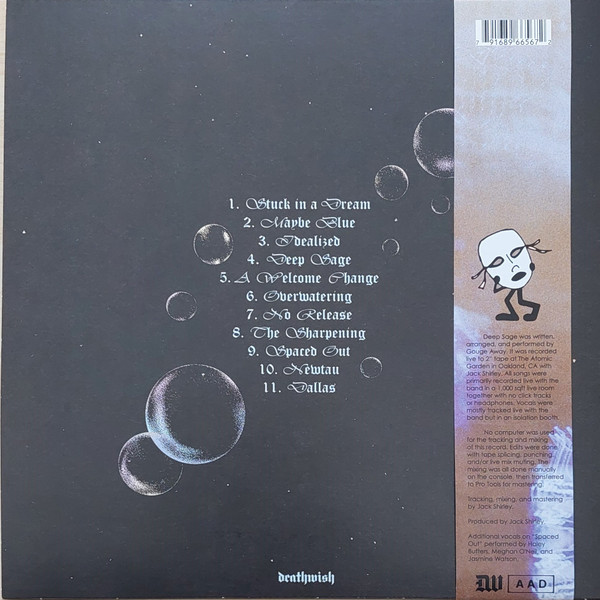 7 91689 66567 2
1. Stuck in a Dream
2. Maybe Blue
3. Idealized
4. Deep Sage
5. A Welcome Change
6. Overwatering
7. No Release
8. The Sharpening
9. Spaced Out
10. Newtau
11. Dallas
deathwish
Deep Sage was written,
arranged, and performed by
Gouge Away. It was recorded
live to 2" tape at The Atomic
Garden in Oakland, CA with
Jack Shirley. All songs were
primarily recorded live with the
band in a 1,000 sqft live room
together with no click tracks
or headphones. Vocals were
mostly tracked live with the
band but in an isolation booth.
No computer was used
for the tracking and mixing
of this record. Edits were done
with tape splicing, punching,
and/or live mix muting. The
mixing was all done manually
on the console, then transferred
to Pro Tools for mastering.
Tracking, mixing, and mastering
by Jack Shirley.
Produced by Jack Shirley.
Additional vocals on "Spaced
Out" performed by Haley
Butters, Meghan O'Neil, and
Jasmine Watson.
DW AAD